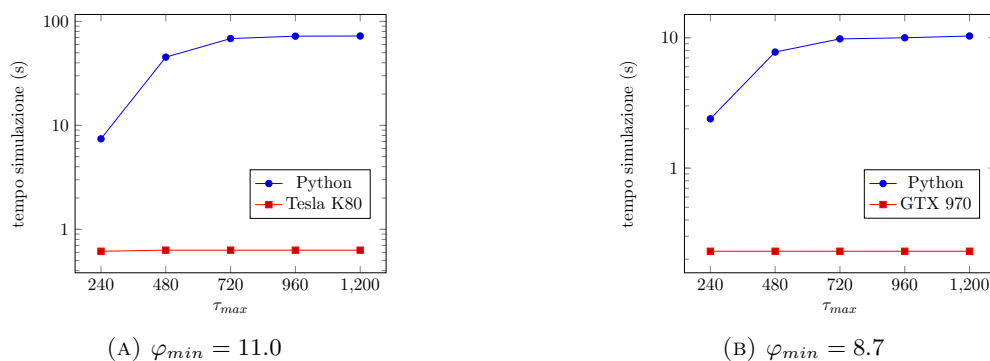 100
10
1
tempo simulazione (s)
Python
Tesla K80
240 480 720 960 1,200
τmax
(A) φmin = 11.0
10
1
tempo simulazione (s)
Python
GTX 970
240 480 720 960 1,200
τmax
(B) φmin = 8.7